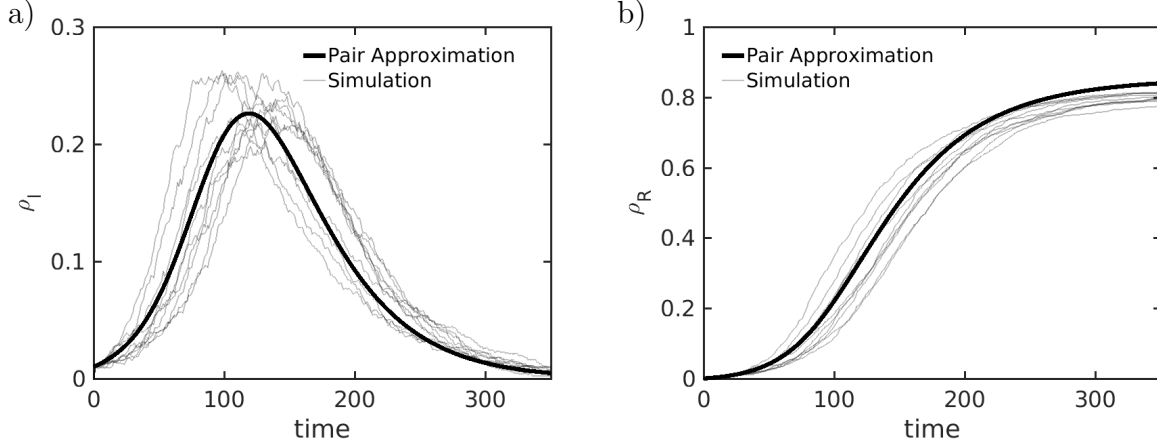 a)
0.3
0.2
0.1
0
ρI
Pair Approximation
Simulation
0
100
200
300
time
b)
1
0.8
0.6
0.4
0.2
0
ρR
Pair Approximation
Simulation
0
100
200
300
time